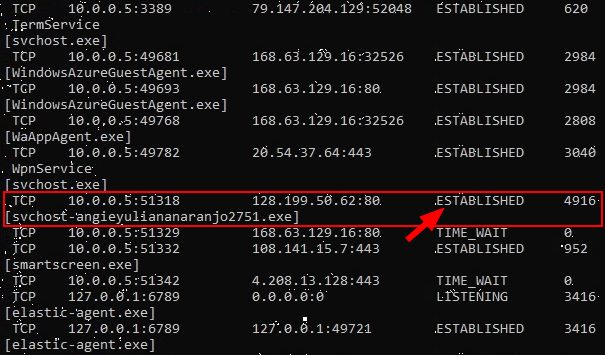 TCP 10.0.0.5:3389 79.147.204.129:52048 ESTABLISHED 620
TermService
[svchost.exe]
TCP 10.0.0.5:49681 168.63.129.16:32526 ESTABLISHED 2984
[WindowsAzureGuestAgent.exe]
TCP 10.0.0.5:49693 168.63.129.16:80 ESTABLISHED 2984
[WindowsAzureGuestAgent.exe]
TCP 10.0.0.5:49768 168.63.129.16:32526 ESTABLISHED 2808
[WaAppAgent.exe]
TCP 10.0.0.5:49782 20.54.37.64:443 ESTABLISHED 3040
WpnService
[svchost.exe]
TCP 10.0.0.5:51318 128.199.50.62:80 ESTABLISHED 4916
[svchost-angieyuliananaranjo2751.exe]
TCP 10.0.0.5:51329 168.63.129.16:80 TIME_WAIT 0
TCP 10.0.0.5:51332 108.141.15.7:443 ESTABLISHED 952
[smartscreen.exe]
TCP 10.0.0.5:51342 4.208.13.128:443 TIME_WAIT 0
TCP 127.0.0.1:6789 0.0.0.0:0 LISTENING 3416
[elastic-agent.exe]
TCP 127.0.0.1:6789 127.0.0.1:49721 ESTABLISHED 3416
[elastic-agent.exe]